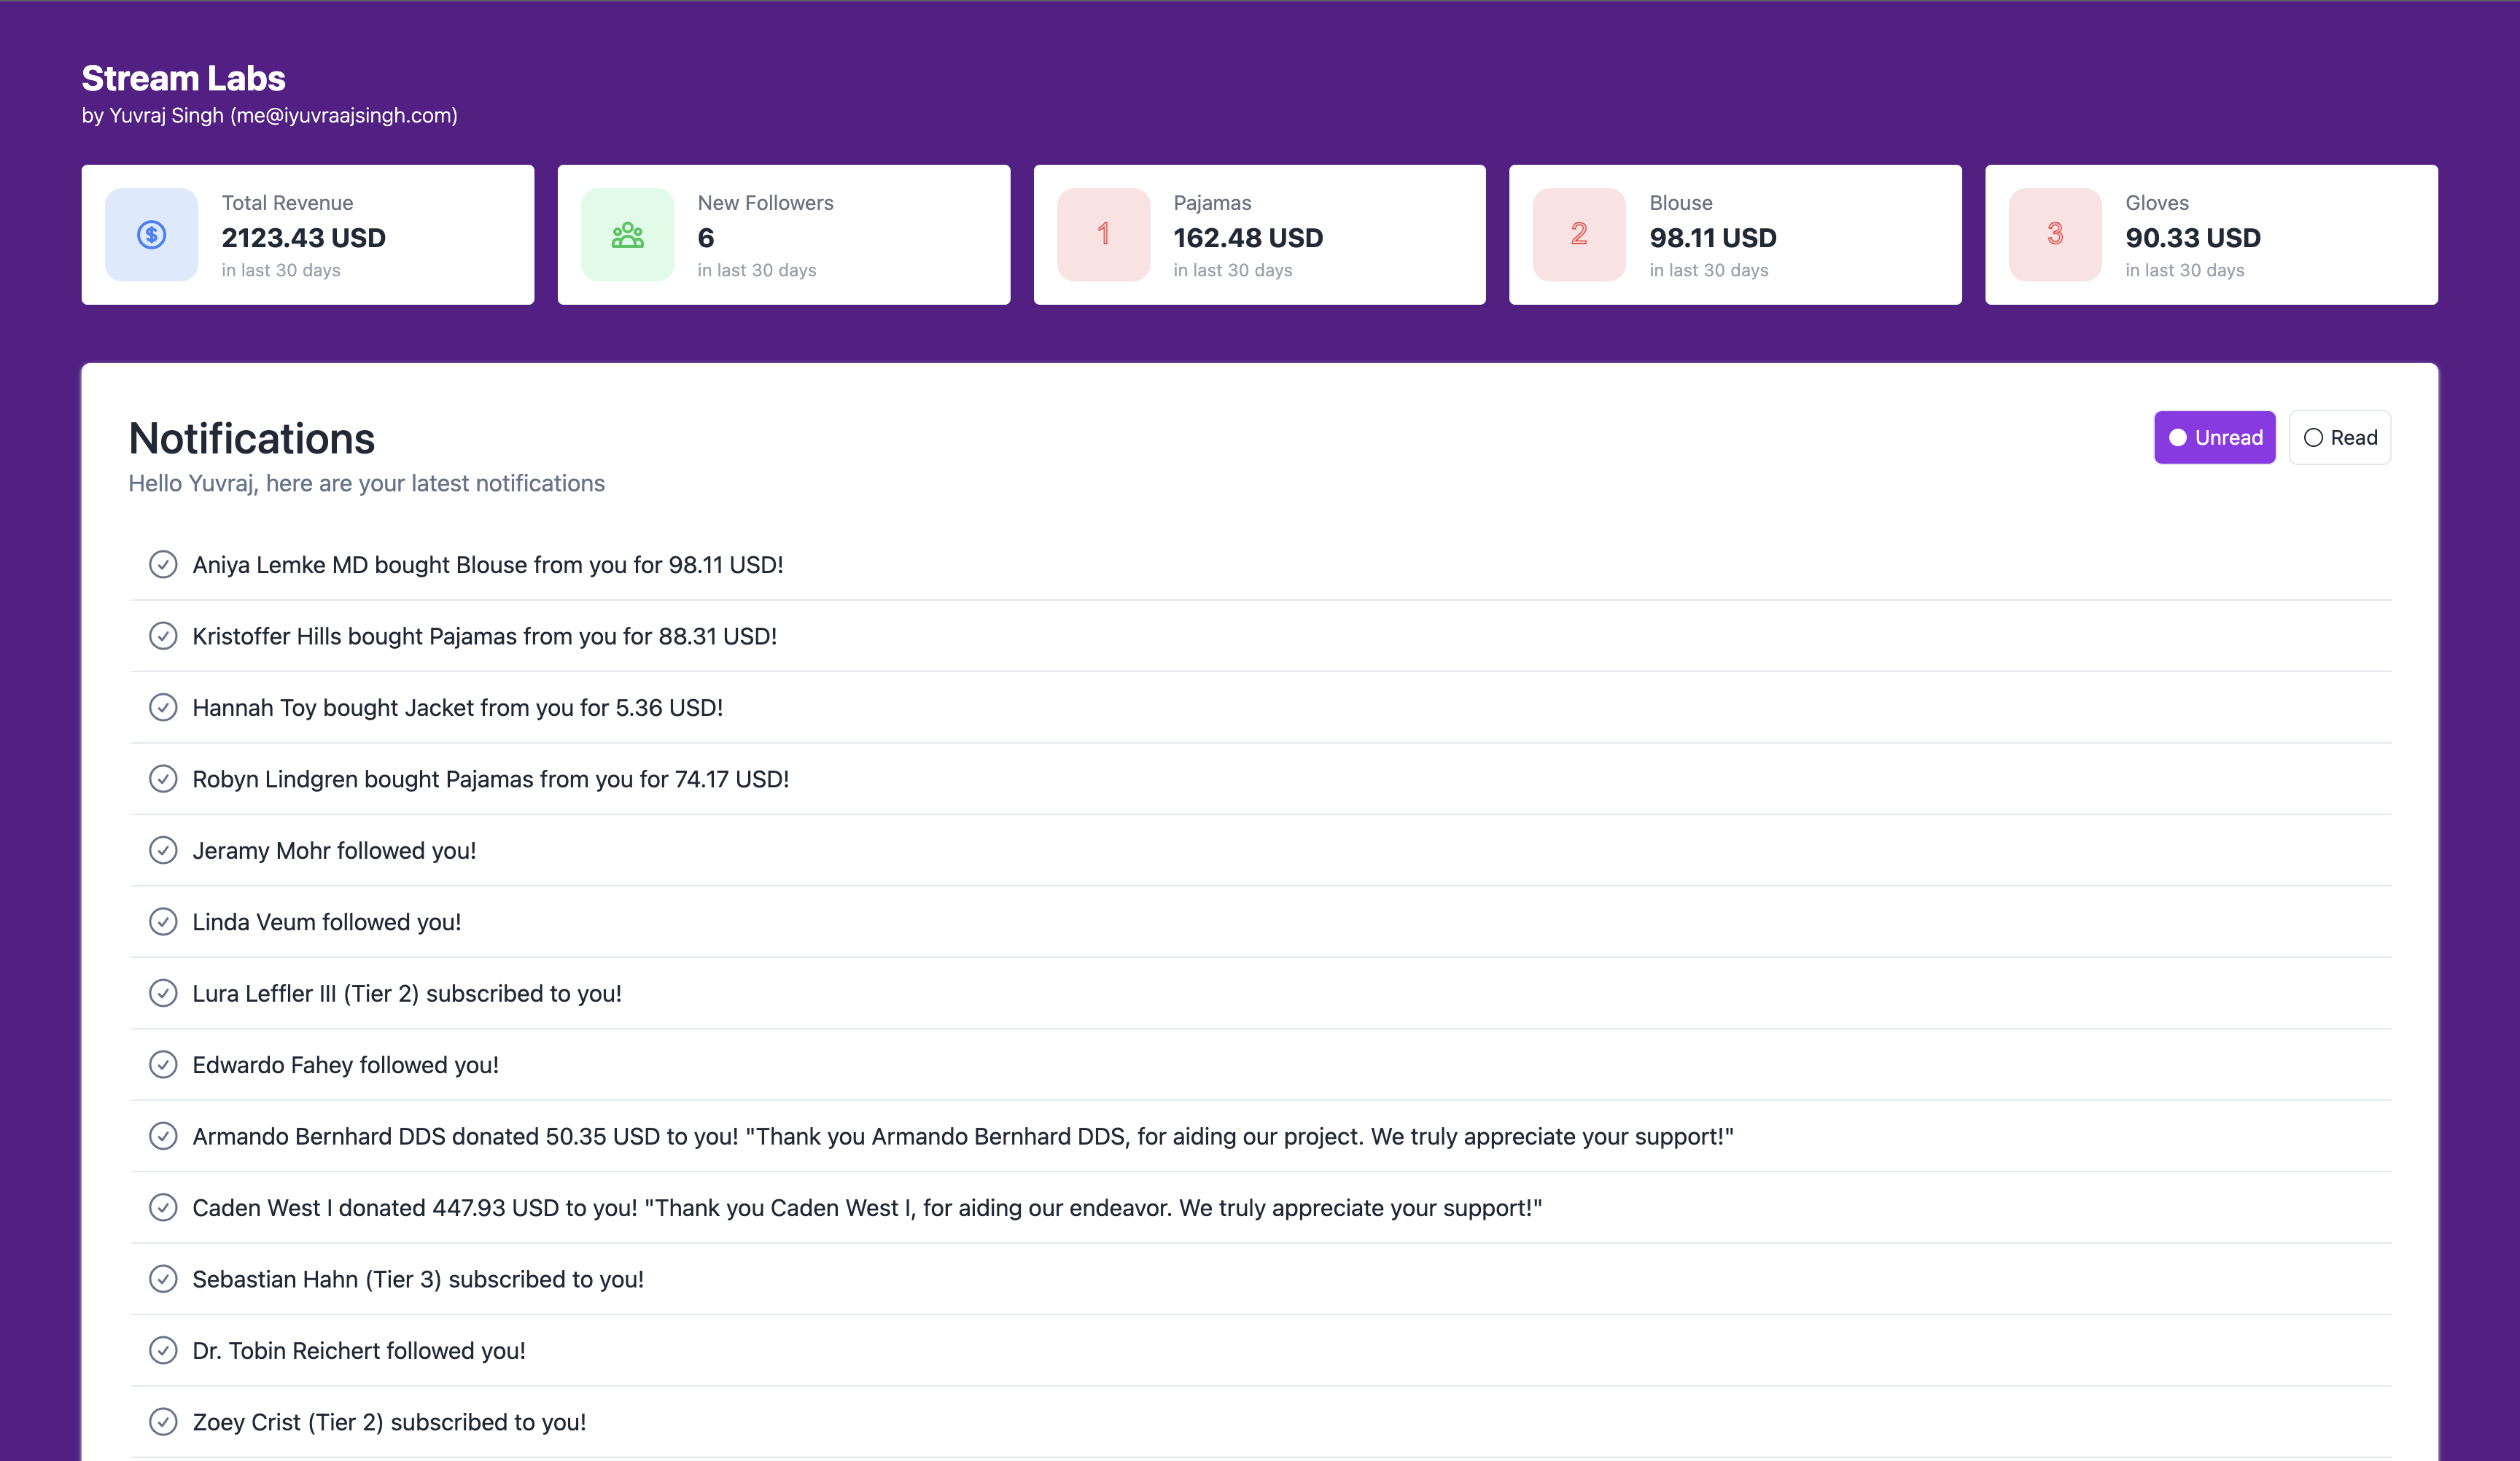 Stream Labs
by Yuvraj Singh (me@iyuvraajsingh.com)
Total Revenue
2123.43 USD
in last 30 days
New Followers
6
in last 30 days
1
Pajamas
162.48 USD
in last 30 days
2
Blouse
98.11 USD
in last 30 days
3
Gloves
90.33 USD
in last 30 days
Notifications
Unread
Read
Hello Yuvraj, here are your latest notifications
Aniya Lemke MD bought Blouse from you for 98.11 USD!
Kristoffer Hills bought Pajamas from you for 88.31 USD!
Hannah Toy bought Jacket from you for 5.36 USD!
Robyn Lindgren bought Pajamas from you for 74.17 USD!
Jeramy Mohr followed you!
Linda Veum followed you!
Lura Leffler III (Tier 2) subscribed to you!
Edwardo Fahey followed you!
Armando Bernhard DDS donated 50.35 USD to you! "Thank you Armando Bernhard DDS, for aiding our project. We truly appreciate your support!"
Caden West I donated 447.93 USD to you! "Thank you Caden West I, for aiding our endeavor. We truly appreciate your support!"
Sebastian Hahn (Tier 3) subscribed to you!
Dr. Tobin Reichert followed you!
Zoey Crist (Tier 2) subscribed to you!